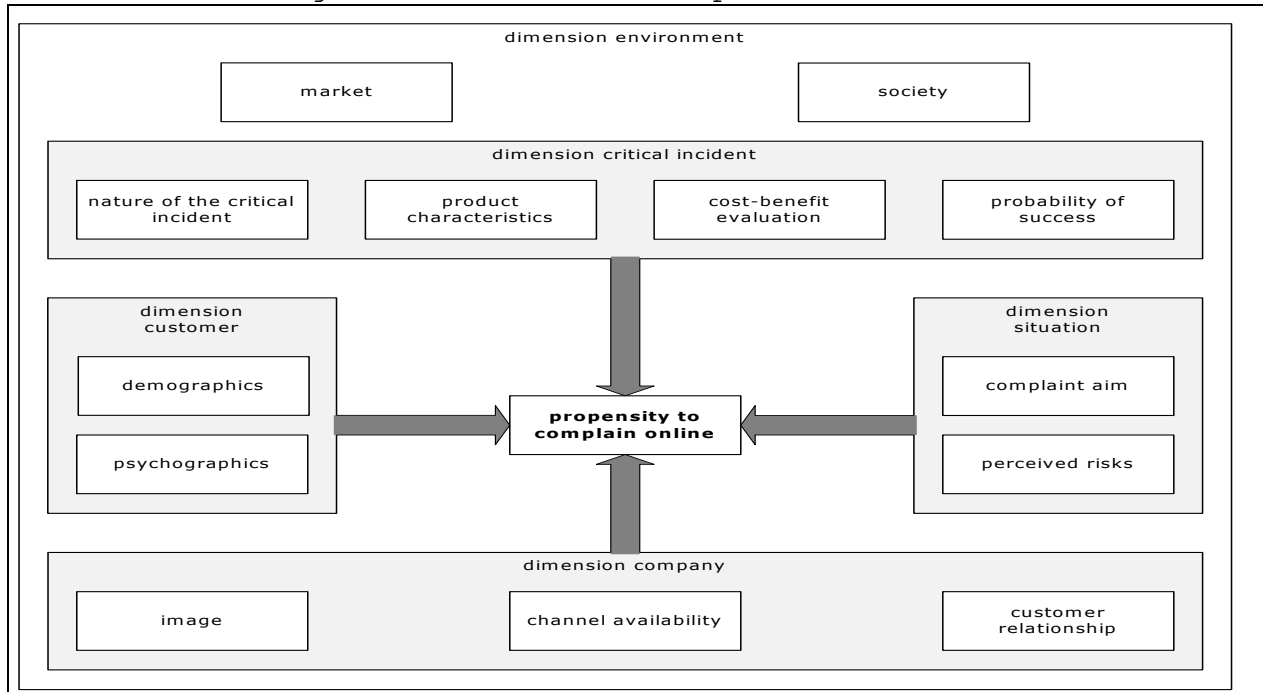 dimension environment
market
society
dimension critical incident
nature of the critical
incident
product
characteristics
cost-benefit
evaluation
probability of
success
dimension
customer
demographics
psychographics
dimension
situation
complaint aim
perceived risks
propensity to
complain online
dimension company
image
channel availability
customer
relationship